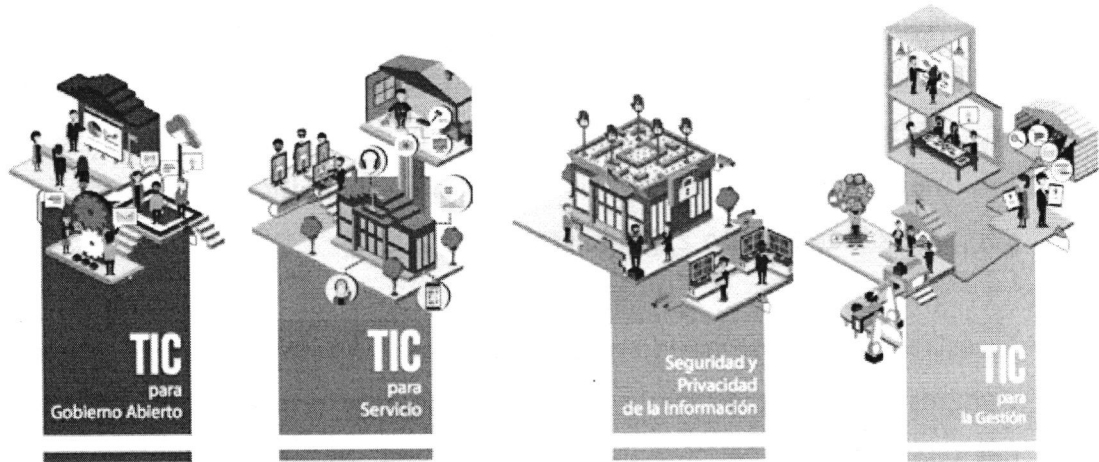 TIC
para
Gobierno Abierto
TIC
para
Servicio
Seguridad y
Privacidad
de la Información
TIC
para
la Gestión